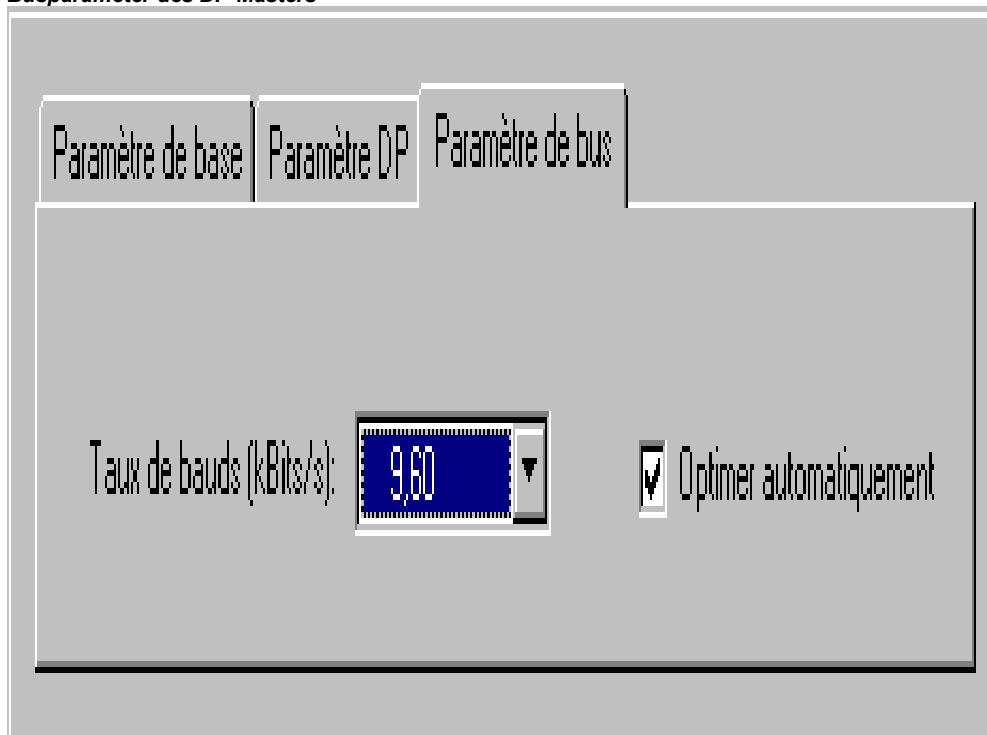 Busparameter des DP-Masters
Paramètre de base
Paramètre DP
Paramètre de bus
Taux de bauds (kBits/s):
9,60
Optimer automatiquement